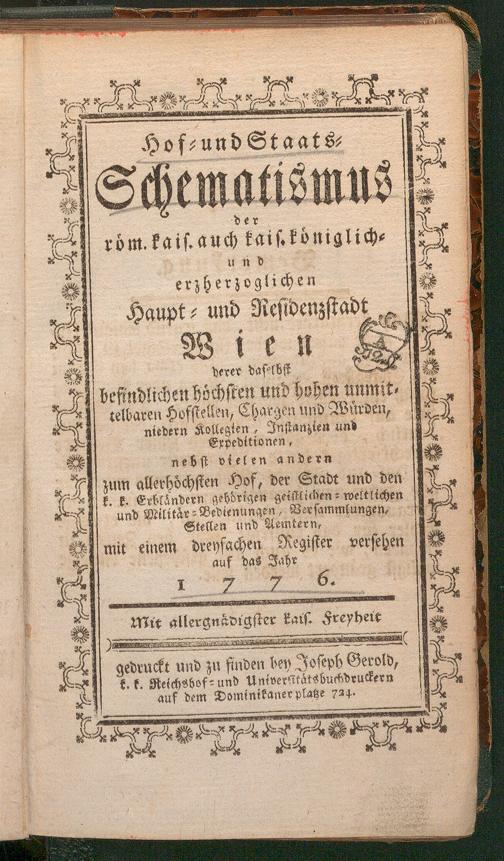 Hof-und Staats-
Schematismus
der
röm. kais. auch kais. königlich-
und
erzherzoglichen
Haupt- und Residenzstadt
Wien
derer daselbst
befindlichen höchsten und hohen unmit-
telbaren Hofstellen, Chargen und Würden,
niedern Kollegien, Instanzien und
Expeditionen,
nebst vielen andern
zum allerhöchsten Hof, der Stadt und den
k. k. Erbländern gehörigen geistlichen-weltlichen
und Militär-Bedienungen, Versammlungen,
Stellen und Aemtern,
mit einem dreyfachen Register versehen
auf das Jahr
1776.
Mit allergnädigster kais. Freyheit
gedruckt und zu finden bey Joseph Gerold,
k. k. Reichshof-und Universitätsbuchdruckern
auf dem Dominikanerplatze 724.